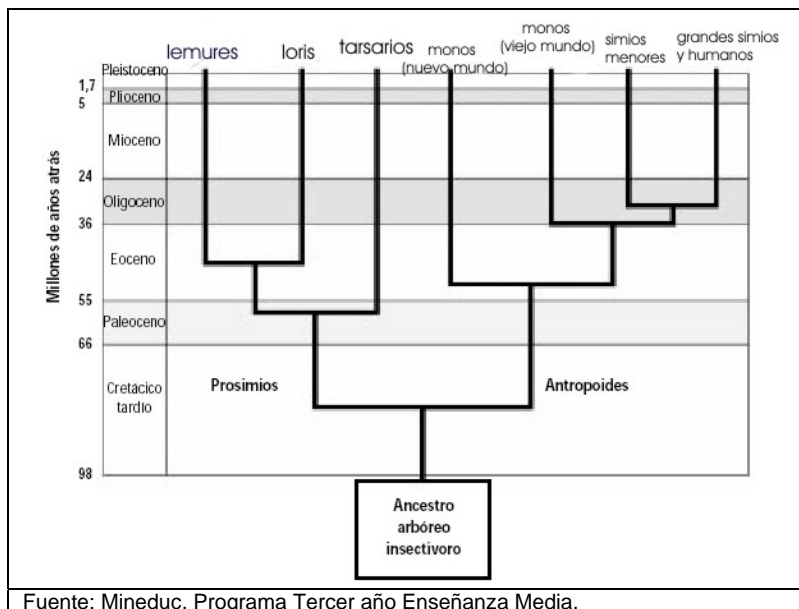 lemures
loris
tarsarios
monos
(nuevo mundo)
monos
(viejo mundo)
simios
menores
grandes simios
y humanos
Millones de años atrás
Pleistoceno
1,7
Plioceno
5
Mioceno
24
Oligoceno
36
Eoceno
55
Paleoceno
66
Cretácico
tardío
98
Prosimios
Antropoides
Ancestro
arbóreo
insectívoro
Fuente: Mineduc. Programa Tercer año Enseñanza Media.